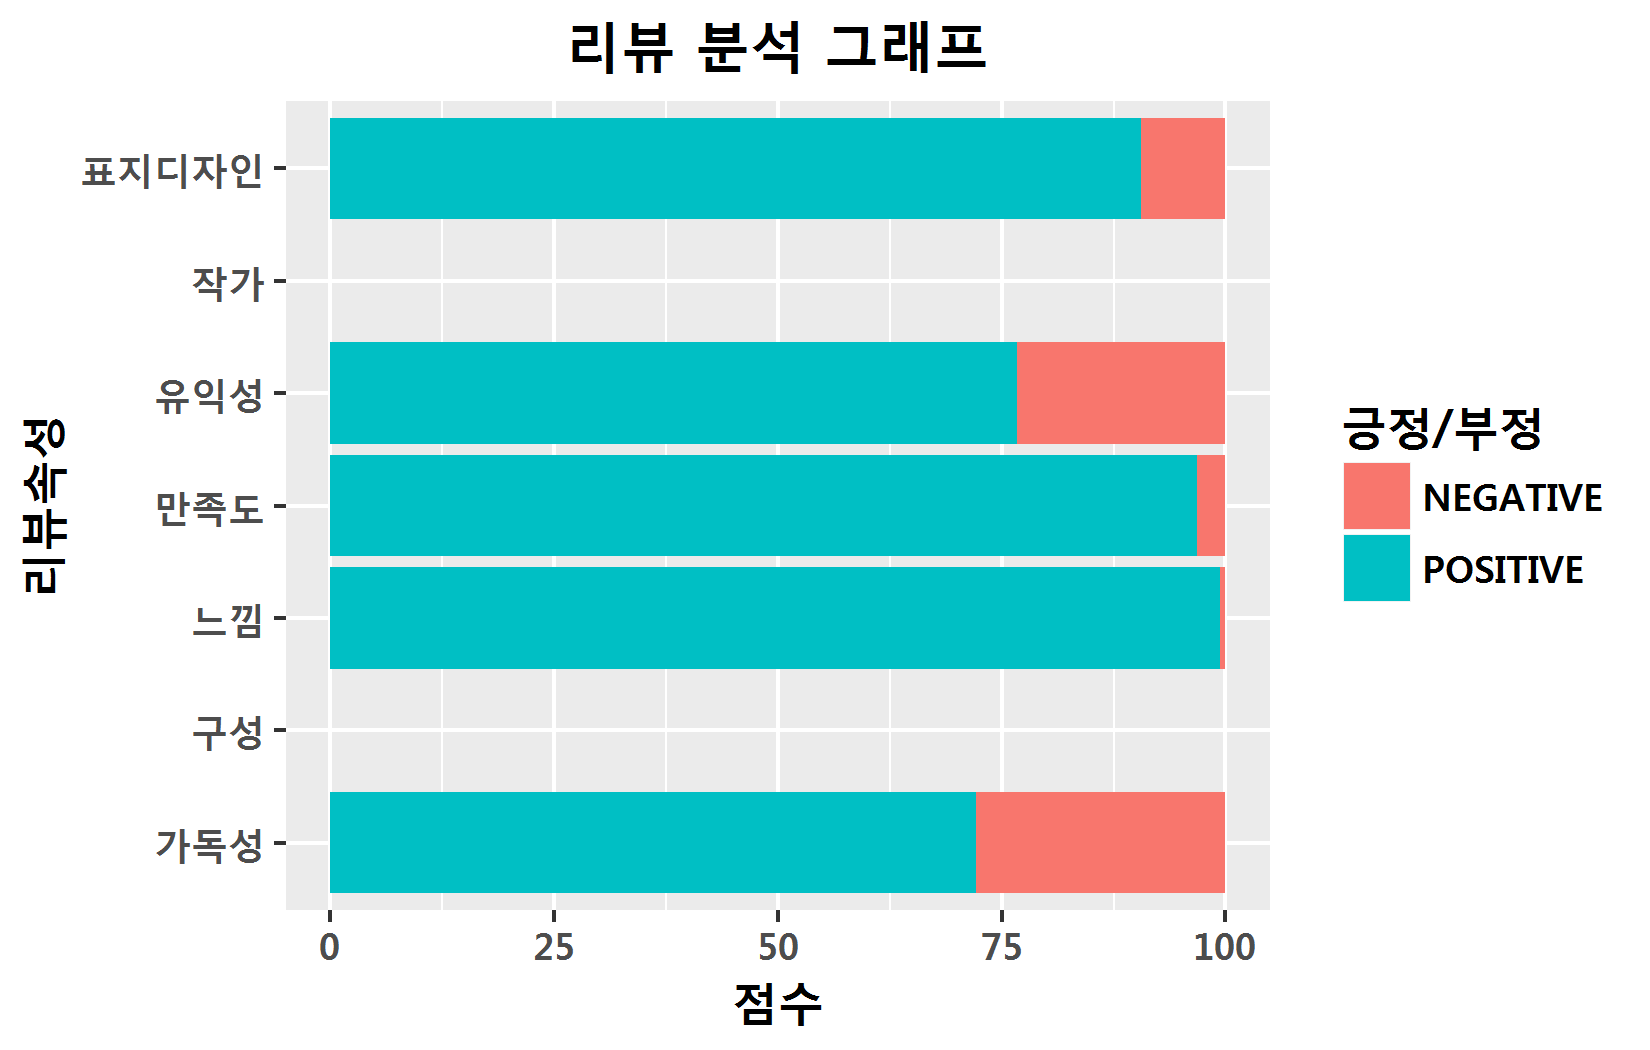 리뷰 분석 그래프
리뷰속성
표지디자인
작가
유익성
만족도
느낌
구성
가독성
0 25 50 75 100
점수
긍정/부정
NEGATIVE
POSITIVE